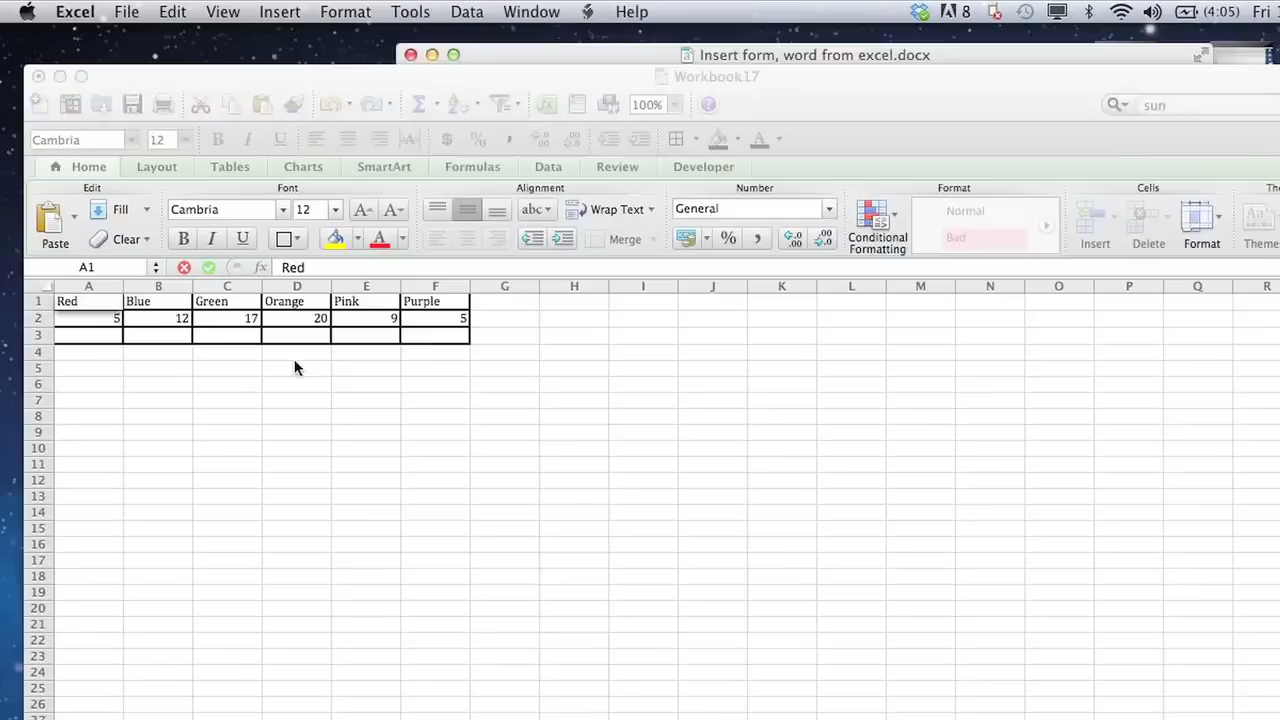 Excel File Edit View Insert Format Tools Data Window Help 8 (4:05) Fri
Insert form, word from excel.docx
Workbook17
100% sun
Cambria 12
Home Layout Tables Charts SmartArt Formulas Data Review Developer
Edit Font Alignment Number Format Cells
Fill Cambria 12 A A abc Wrap Text General Normal Aa
Paste Clear B I U A Merge % Conditional Formatting Bad Insert Delete Format Themes
A1 fx Red
A B C D E F G H I J K L M N O P Q R
1 Red Blue Green Orange Pink Purple
2 5 12 17 20 9 5
3
4
5
6
7
8
9
10
11
12
13
14
15
16
17
18
19
20
21
22
23
24
25
26